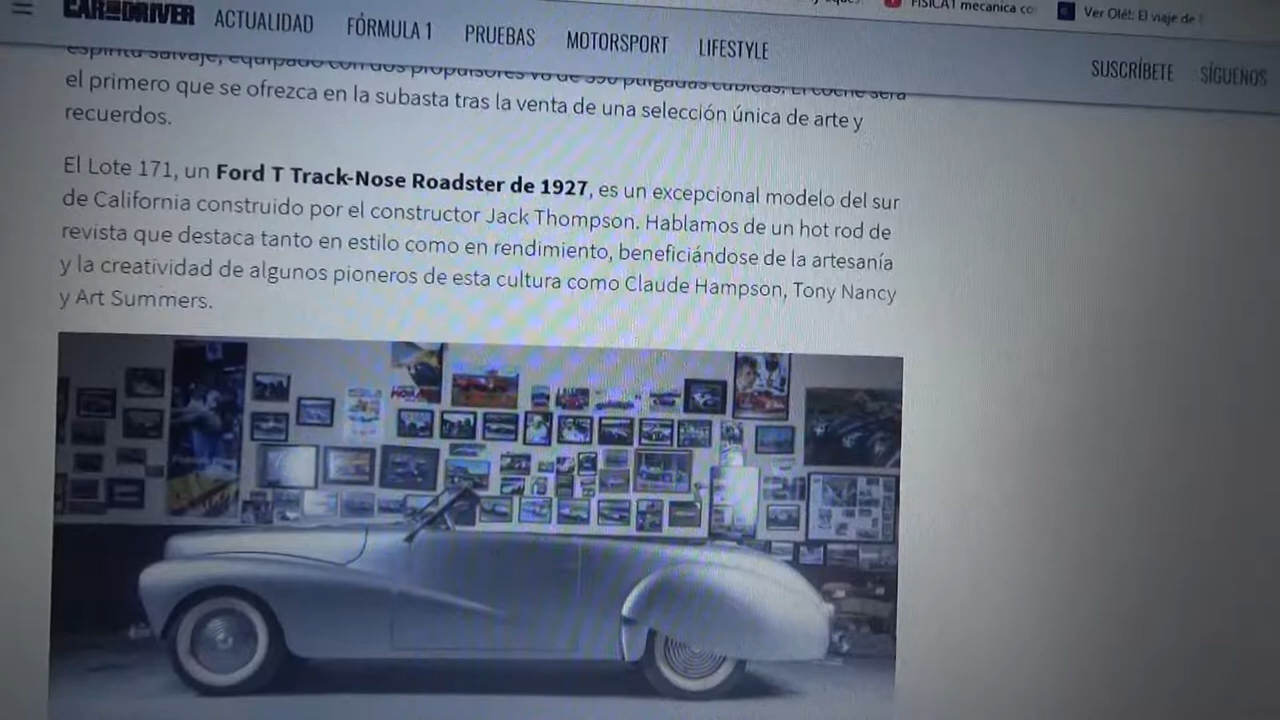 CAR AND DRIVER ACTUALIDAD FÓRMULA 1 PRUEBAS MOTORSPORT LIFESTYLE
FISICA1 mecanica co
Ver Olé!: El viaje de
SUSCRÍBETE SÍGUENOS
espíritu salvaje, equipado con dos propulsores V8 de 390 pulgadas cúbicas. El coche será
el primero que se ofrezca en la subasta tras la venta de una selección única de arte y
recuerdos.
El Lote 171, un Ford T Track-Nose Roadster de 1927, es un excepcional modelo del sur
de California construido por el constructor Jack Thompson. Hablamos de un hot rod de
revista que destaca tanto en estilo como en rendimiento, beneficiándose de la artesanía
y la creatividad de algunos pioneros de esta cultura como Claude Hampson, Tony Nancy
y Art Summers.